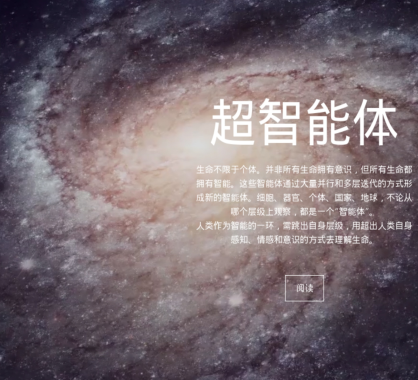 超智能体
生命不限于个体。并非所有生命拥有意识，但所有生命都
拥有智能。这些智能体通过大量并行和多层迭代的方式形
成新的智能体。细胞、器官、个体、国家、地球，不论从
哪个层级上观察，都是一个“智能体”。
人类作为智能的一环，需跳出自身层级，用超出人类自身
感知、情感和意识的方式去理解生命。
阅读